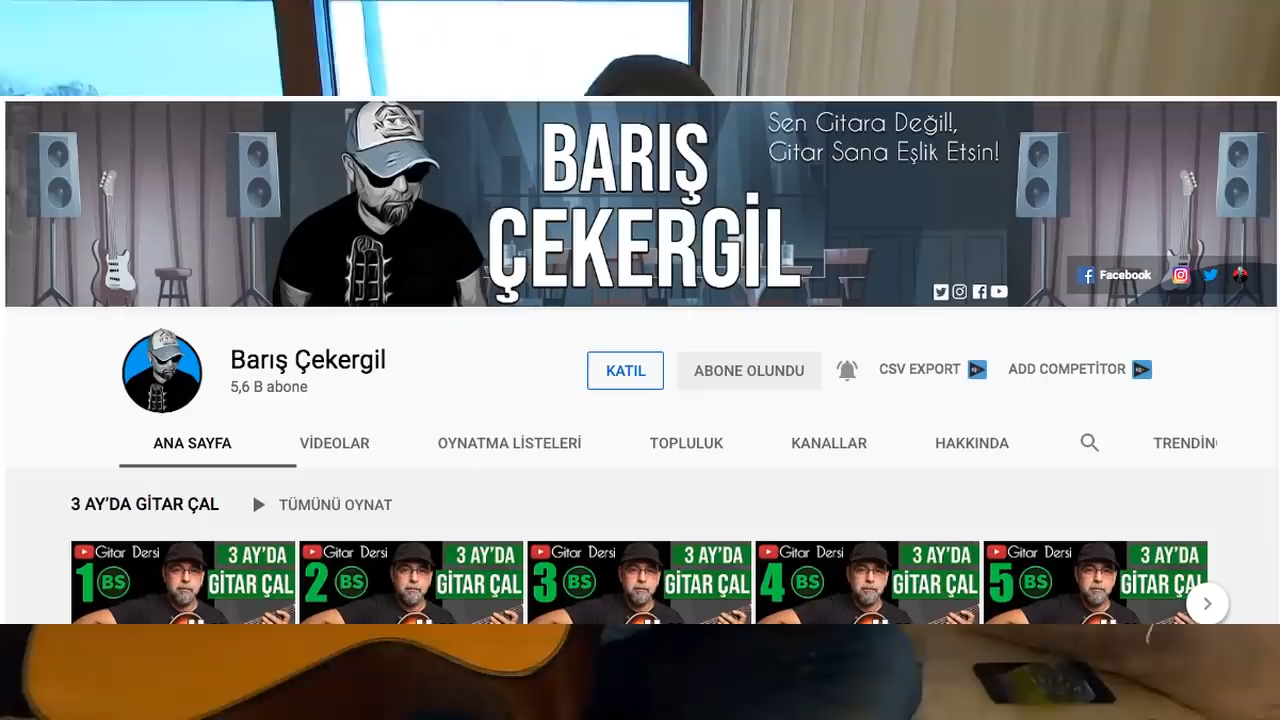 Sen Gitara Değill,
Gitar Sana Eşlik Etsin!
BARIŞ
ÇEKERGİL
Facebook
Barış Çekergil
5,6 B abone
KATIL
ABONE OLUNDU
CSV EXPORT
ADD COMPETİTOR
ANA SAYFA
VİDEOLAR
OYNATMA LİSTELERİ
TOPLULUK
KANALLAR
HAKKINDA
TRENDİN
3 AY'DA GİTAR ÇAL
TÜMÜNÜ OYNAT
Gitar Dersi
1 BS
3 AY'DA
GİTAR ÇAL
Gitar Dersi
2 BS
3 AY'DA
GİTAR ÇAL
Gitar Dersi
3 BS
3 AY'DA
GİTAR ÇAL
Gitar Dersi
4 BS
3 AY'DA
GİTAR ÇAL
Gitar Dersi
5 BS
3 AY'DA
GİTAR ÇAL